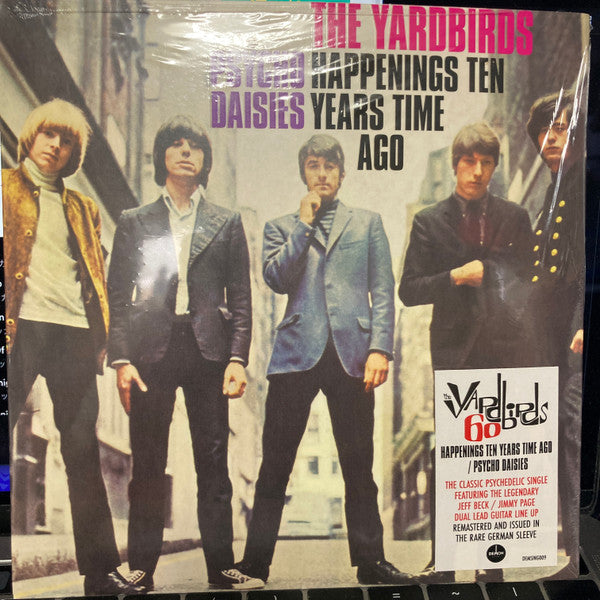 THE YARDBIRDS
PSYCHO HAPPENINGS TEN
DAISIES YEARS TIME
AGO
the Yardbirds
60
HAPPENINGS TEN YEARS TIME AGO
/ PSYCHO DAISIES
THE CLASSIC PSYCHEDELIC SINGLE
FEATURING THE LEGENDARY
JEFF BECK / JIMMY PAGE
DUAL LEAD GUITAR LINE UP
REMASTERED AND ISSUED IN
THE RARE GERMAN SLEEVE
DEMON
DEMSING009